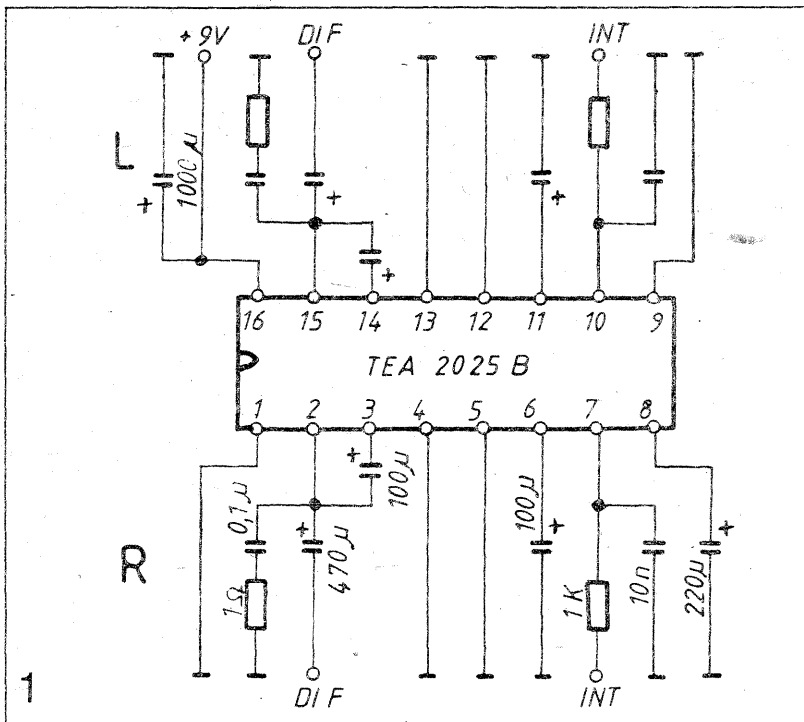 +9V
DIF
INT
L
+
1000µ
+
+
+
16
15
14
13
12
11
10
9
TEA 2025 B
1
2
3
4
5
6
7
8
+
100µ
0,1µ
+
470µ
100µ
+
10n
220µ
+
R
1Ω
1K
DIF
INT
1